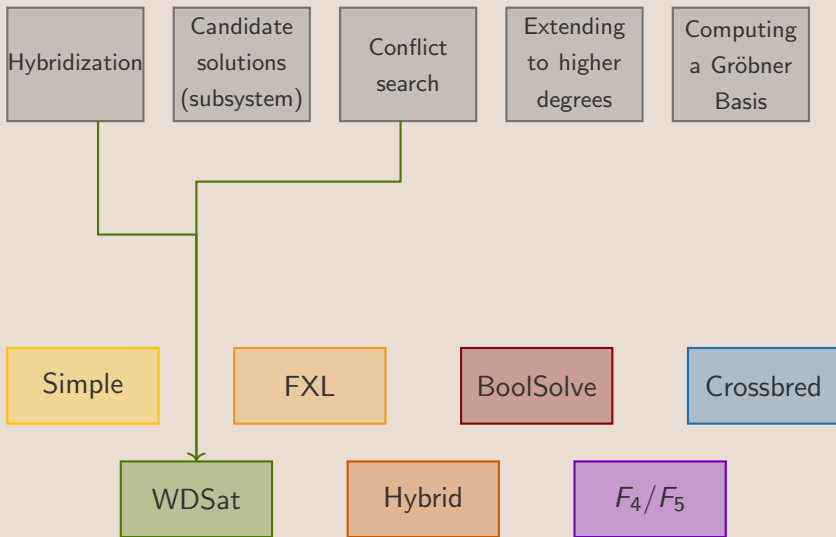 Hybridization
Candidate
solutions
(subsystem)
Conflict
search
Extending
to higher
degrees
Computing
a Gröbner
Basis
Simple
FXL
BoolSolve
Crossbred
WDSat
Hybrid
F₄/F₅